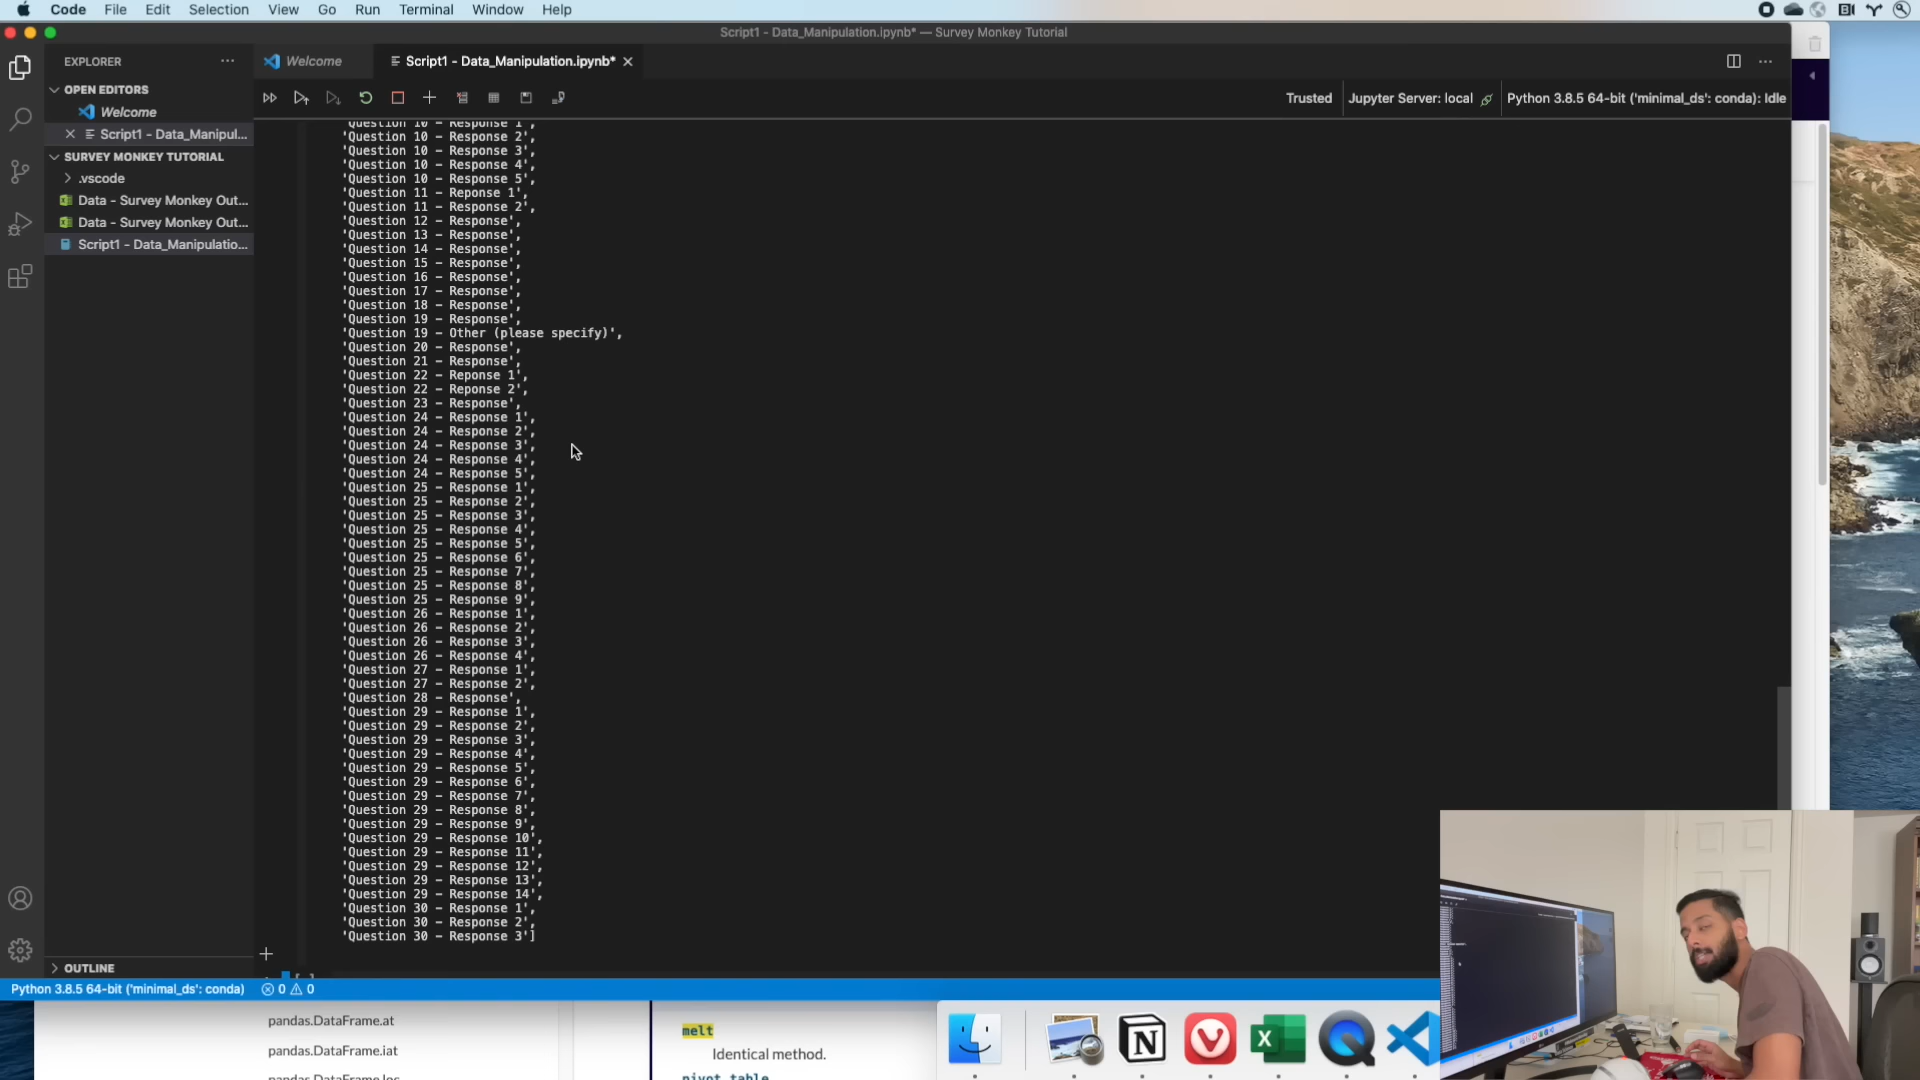 Code File Edit Selection View Go Run Terminal Window Help
Script1 - Data_Manipulation.ipynb* — Survey Monkey Tutorial
EXPLORER
Welcome
Script1 - Data_Manipulation.ipynb*
OPEN EDITORS
Welcome
Script1 - Data_Manipul...
SURVEY MONKEY TUTORIAL
.vscode
Data - Survey Monkey Out...
Data - Survey Monkey Out...
Script1 - Data_Manipulatio...
Trusted
Jupyter Server: local
Python 3.8.5 64-bit ('minimal_ds': conda): Idle
'Question 10 - Response 1',
'Question 10 - Response 2',
'Question 10 - Response 3',
'Question 10 - Response 4',
'Question 10 - Response 5',
'Question 11 - Reponse 1',
'Question 11 - Response 2',
'Question 12 - Response',
'Question 13 - Response',
'Question 14 - Response',
'Question 15 - Response',
'Question 16 - Response',
'Question 17 - Response',
'Question 18 - Response',
'Question 19 - Response',
'Question 19 - Other (please specify)',
'Question 20 - Response',
'Question 21 - Response',
'Question 22 - Reponse 1',
'Question 22 - Reponse 2',
'Question 23 - Response',
'Question 24 - Response 1',
'Question 24 - Response 2',
'Question 24 - Response 3',
'Question 24 - Response 4',
'Question 24 - Response 5',
'Question 25 - Response 1',
'Question 25 - Response 2',
'Question 25 - Response 3',
'Question 25 - Response 4',
'Question 25 - Response 5',
'Question 25 - Response 6',
'Question 25 - Response 7',
'Question 25 - Response 8',
'Question 25 - Response 9',
'Question 26 - Response 1',
'Question 26 - Response 2',
'Question 26 - Response 3',
'Question 26 - Response 4',
'Question 27 - Response 1',
'Question 27 - Response 2',
'Question 28 - Response',
'Question 29 - Response 1',
'Question 29 - Response 2',
'Question 29 - Response 3',
'Question 29 - Response 4',
'Question 29 - Response 5',
'Question 29 - Response 6',
'Question 29 - Response 7',
'Question 29 - Response 8',
'Question 29 - Response 9',
'Question 29 - Response 10',
'Question 29 - Response 11',
'Question 29 - Response 12',
'Question 29 - Response 13',
'Question 29 - Response 14',
'Question 30 - Response 1',
'Question 30 - Response 2',
'Question 30 - Response 3']
OUTLINE
Python 3.8.5 64-bit ('minimal_ds': conda) 0 0
pandas.DataFrame.at
pandas.DataFrame.iat
pandas.DataFrame.loc
melt
Identical method.
pivot_table